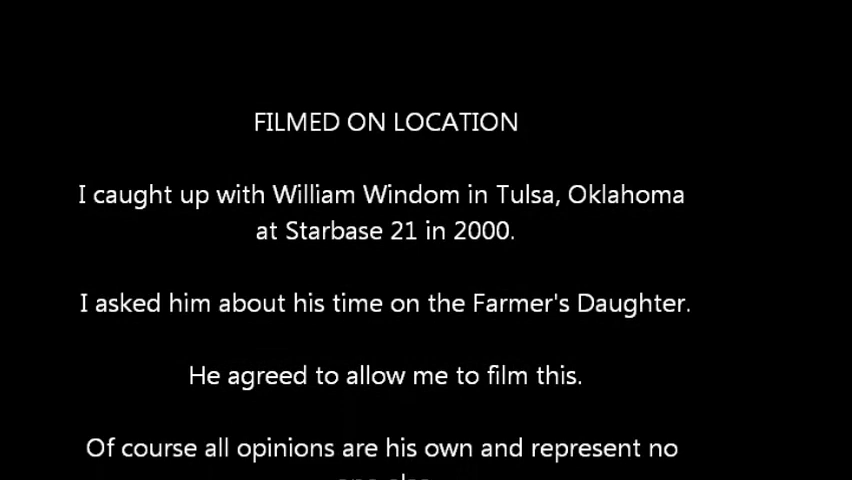 FILMED ON LOCATION
I caught up with William Windom in Tulsa, Oklahoma
at Starbase 21 in 2000.
I asked him about his time on the Farmer's Daughter.
He agreed to allow me to film this.
Of course all opinions are his own and represent no